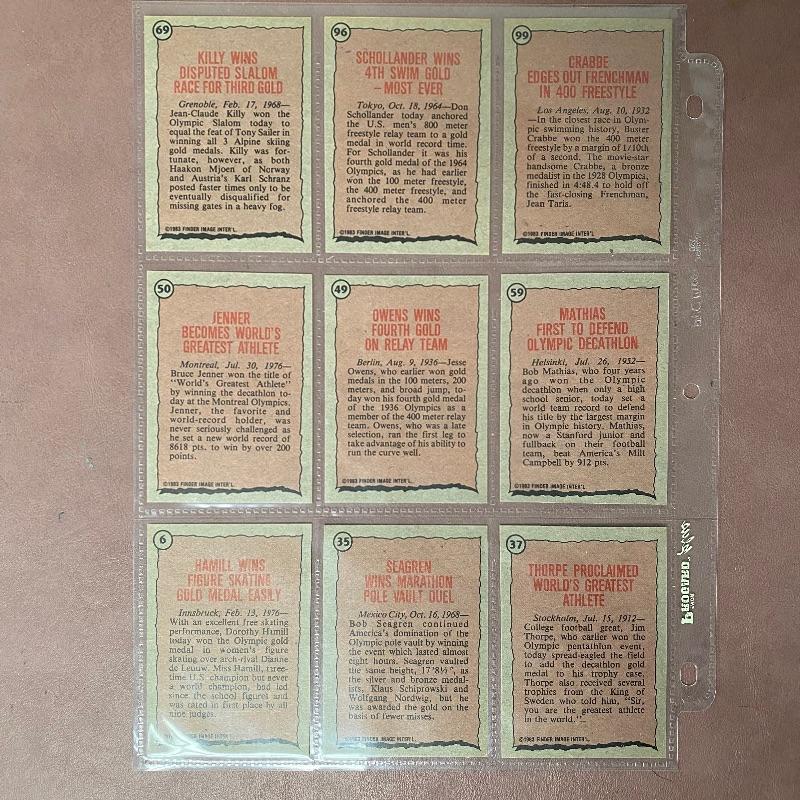 69
KILLY WINS
DISPUTED SLALOM
RACE FOR THIRD GOLD
Grenoble, Feb. 17, 1968—
Jean-Claude Killy won the
Olympic Slalom today to
equal the feat of Tony Sailer in
winning all 3 Alpine skiing
gold medals. Killy was for-
tunate, however, as both
Haakon Mjoen of Norway
and Austria's Karl Schranz
posted faster times only to be
eventually disqualified for
missing gates in a heavy fog.
©1983 FINDER IMAGE INTER'L.
96
SCHOLLANDER WINS
4TH SWIM GOLD
– MOST EVER
Tokyo, Oct. 18, 1964—Don
Schollander today anchored
the U.S. men's 800 meter
freestyle relay team to a gold
medal in world record time.
For Schollander it was his
fourth gold medal of the 1964
Olympics, as he had earlier
won the 100 meter freestyle,
the 400 meter freestyle, and
anchored the 400 meter
freestyle relay team.
©1983 FINDER IMAGE INTER'L.
99
CRABBE
EDGES OUT FRENCHMAN
IN 400 FREESTYLE
Los Angeles, Aug. 10, 1932
—In the closest race in Olym-
pic swimming history, Buster
Crabbe won the 400 meter
freestyle by a margin of 1/10th
of a second. The movie-star
handsome Crabbe, a bronze
medalist in the 1928 Olympics,
finished in 4:48.4 to hold off
the fast-closing Frenchman,
Jean Taris.
©1983 FINDER IMAGE INTER'L.
50
JENNER
BECOMES WORLD'S
GREATEST ATHLETE
Montreal, Jul. 30, 1976—
Bruce Jenner won the title of
"World's Greatest Athlete"
by winning the decathlon to-
day at the Montreal Olympics.
Jenner, the favorite and
world-record holder, was
never seriously challenged as
he set a new world record of
8618 pts. to win by over 200
points.
©1983 FINDER IMAGE INTER'L.
49
OWENS WINS
FOURTH GOLD
ON RELAY TEAM
Berlin, Aug. 9, 1936—Jesse
Owens, who earlier won gold
medals in the 100 meters, 200
meters, and broad jump, to-
day won his fourth gold medal
of the 1936 Olympics as a
member of the 400 meter relay
team. Owens, who was a late
selection, ran the first leg to
take advantage of his ability to
run the curve well.
©1983 FINDER IMAGE INTER'L.
59
MATHIAS
FIRST TO DEFEND
OLYMPIC DECATHLON
Helsinki, Jul. 26, 1952—
Bob Mathias, who four years
ago won the Olympic
decathlon when only a high
school senior, today set a
world team record to defend
his title by the largest margin
in Olympic history. Mathias,
now a Stanford junior and
fullback on their football
team, beat America's Milt
Campbell by 912 pts.
©1983 FINDER IMAGE INTER'L.
6
HAMILL WINS
FIGURE SKATING
GOLD MEDAL EASILY
Innsbruck, Feb. 13, 1976—
With an excellent free skating
performance, Dorothy Hamill
today won the Olympic gold
medal in women's figure
skating over arch-rival Dianne
de Leeuw. Miss Hamill, three-
time U.S. champion but never
a world champion, had led
since the school figures and
was rated in first place by all
nine judges.
©1983 FINDER IMAGE INTER'L.
35
SEAGREN
WINS MARATHON
POLE VAULT DUEL
Mexico City, Oct. 16, 1968—
Bob Seagren continued
America's domination of the
Olympic pole vault by winning
the event which lasted almost
eight hours. Seagren vaulted
the same height, 17'8½", as
the silver and bronze medal-
ists, Klaus Schiprowski and
Wolfgang Nordwig, but he
was awarded the gold on the
basis of fewer misses.
©1983 FINDER IMAGE INTER'L.
37
THORPE PROCLAIMED
WORLD'S GREATEST
ATHLETE
Stockholm, Jul. 15, 1912—
College football great, Jim
Thorpe, who earlier won the
Olympic pentathlon event,
today spread-eagled the field
to add the decathlon gold
medal to his trophy case.
Thorpe also received several
trophies from the King of
Sweden who told him, "Sir,
you are the greatest athlete
in the world."
©1983 FINDER IMAGE INTER'L.